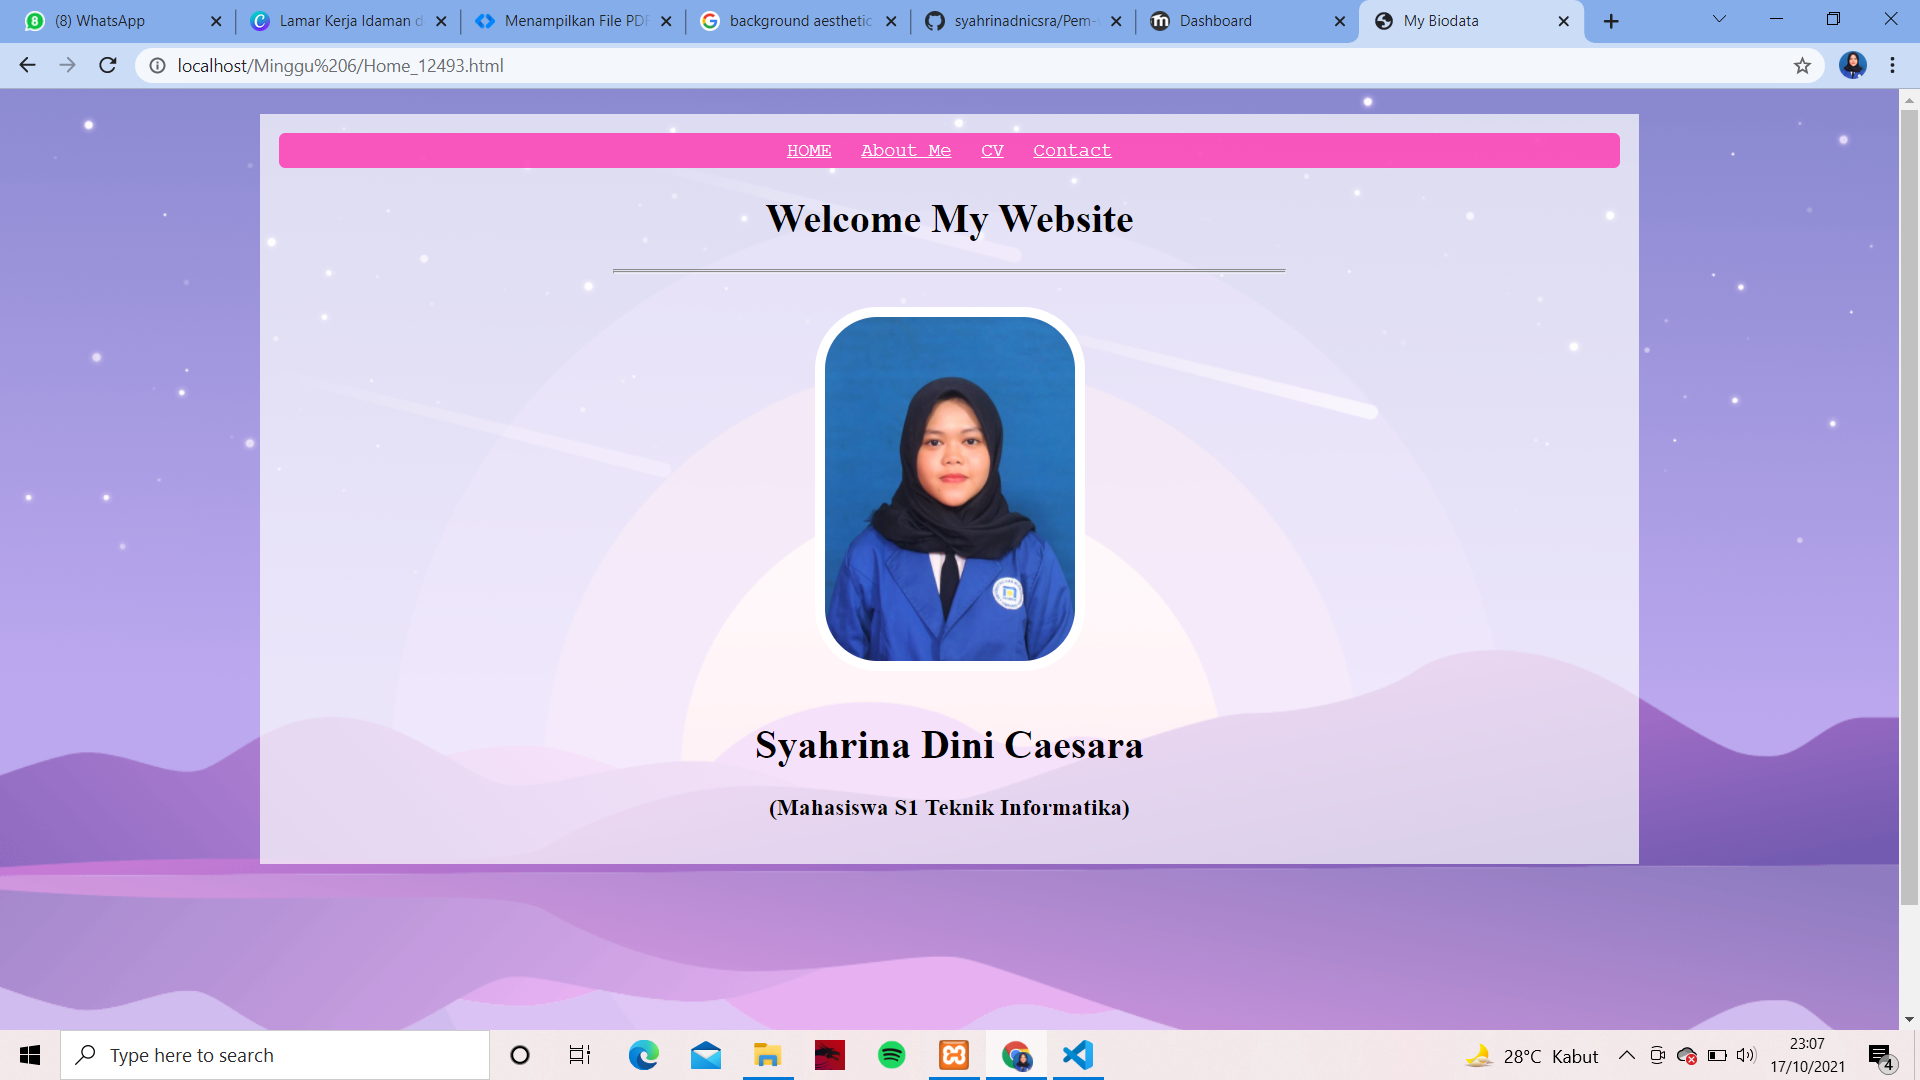 (8) WhatsApp
Lamar Kerja Idaman d
Menampilkan File PDF
background aesthetic
syahrinadnicsra/Pem-
Dashboard
My Biodata
localhost/Minggu%206/Home_12493.html
HOME About Me CV Contact
Welcome My Website
Syahrina Dini Caesara
(Mahasiswa S1 Teknik Informatika)
Type here to search
28°C Kabut
23:07
17/10/2021
4